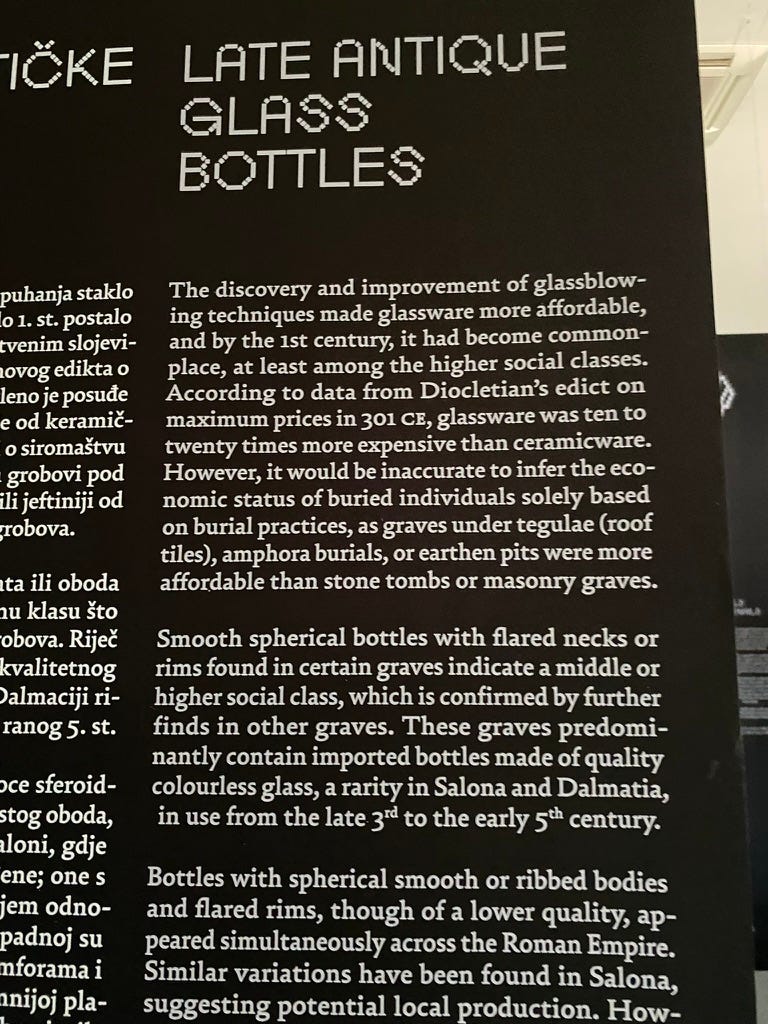 TIČKE
puhanja staklo
lo 1. st. postalo
tvenim slojevi-
novog edikta o
leno je posuđe
e od keramič-
o siromaštvu
grobovi pod
ili jeftiniji od
grobova.
ata ili oboda
nu klasu što
robova. Riječ
kvalitetnog
Dalmaciji ri-
ranog 5. st.
oce sferoid-
stog oboda,
aloni, gdje
ene; one s
jem odno-
padnoj su
mforama i
mnijoj pla-
LATE ANTIQUE
GLASS
BOTTLES
The discovery and improvement of glassblow-
ing techniques made glassware more affordable,
and by the 1st century, it had become common-
place, at least among the higher social classes.
According to data from Diocletian's edict on
maximum prices in 301 CE, glassware was ten to
twenty times more expensive than ceramicware.
However, it would be inaccurate to infer the eco-
nomic status of buried individuals solely based
on burial practices, as graves under tegulae (roof
tiles), amphora burials, or earthen pits were more
affordable than stone tombs or masonry graves.
Smooth spherical bottles with flared necks or
rims found in certain graves indicate a middle or
higher social class, which is confirmed by further
finds in other graves. These graves predomi-
nantly contain imported bottles made of quality
colourless glass, a rarity in Salona and Dalmatia,
in use from the late 3rd to the early 5th century.
Bottles with spherical smooth or ribbed bodies
and flared rims, though of a lower quality, ap-
peared simultaneously across the Roman Empire.
Similar variations have been found in Salona,
suggesting potential local production. How-